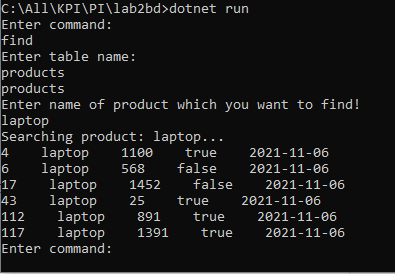 C:\All\KPI\PI\lab2bd>dotnet run
Enter command:
find
Enter table name:
products
products
Enter name of product which you want to find!
laptop
Searching product: laptop...
4    laptop    1100    true    2021-11-06
6    laptop    568    false    2021-11-06
17    laptop    1452    false    2021-11-06
43    laptop    25    true    2021-11-06
112    laptop    891    true    2021-11-06
117    laptop    1391    true    2021-11-06
Enter command: